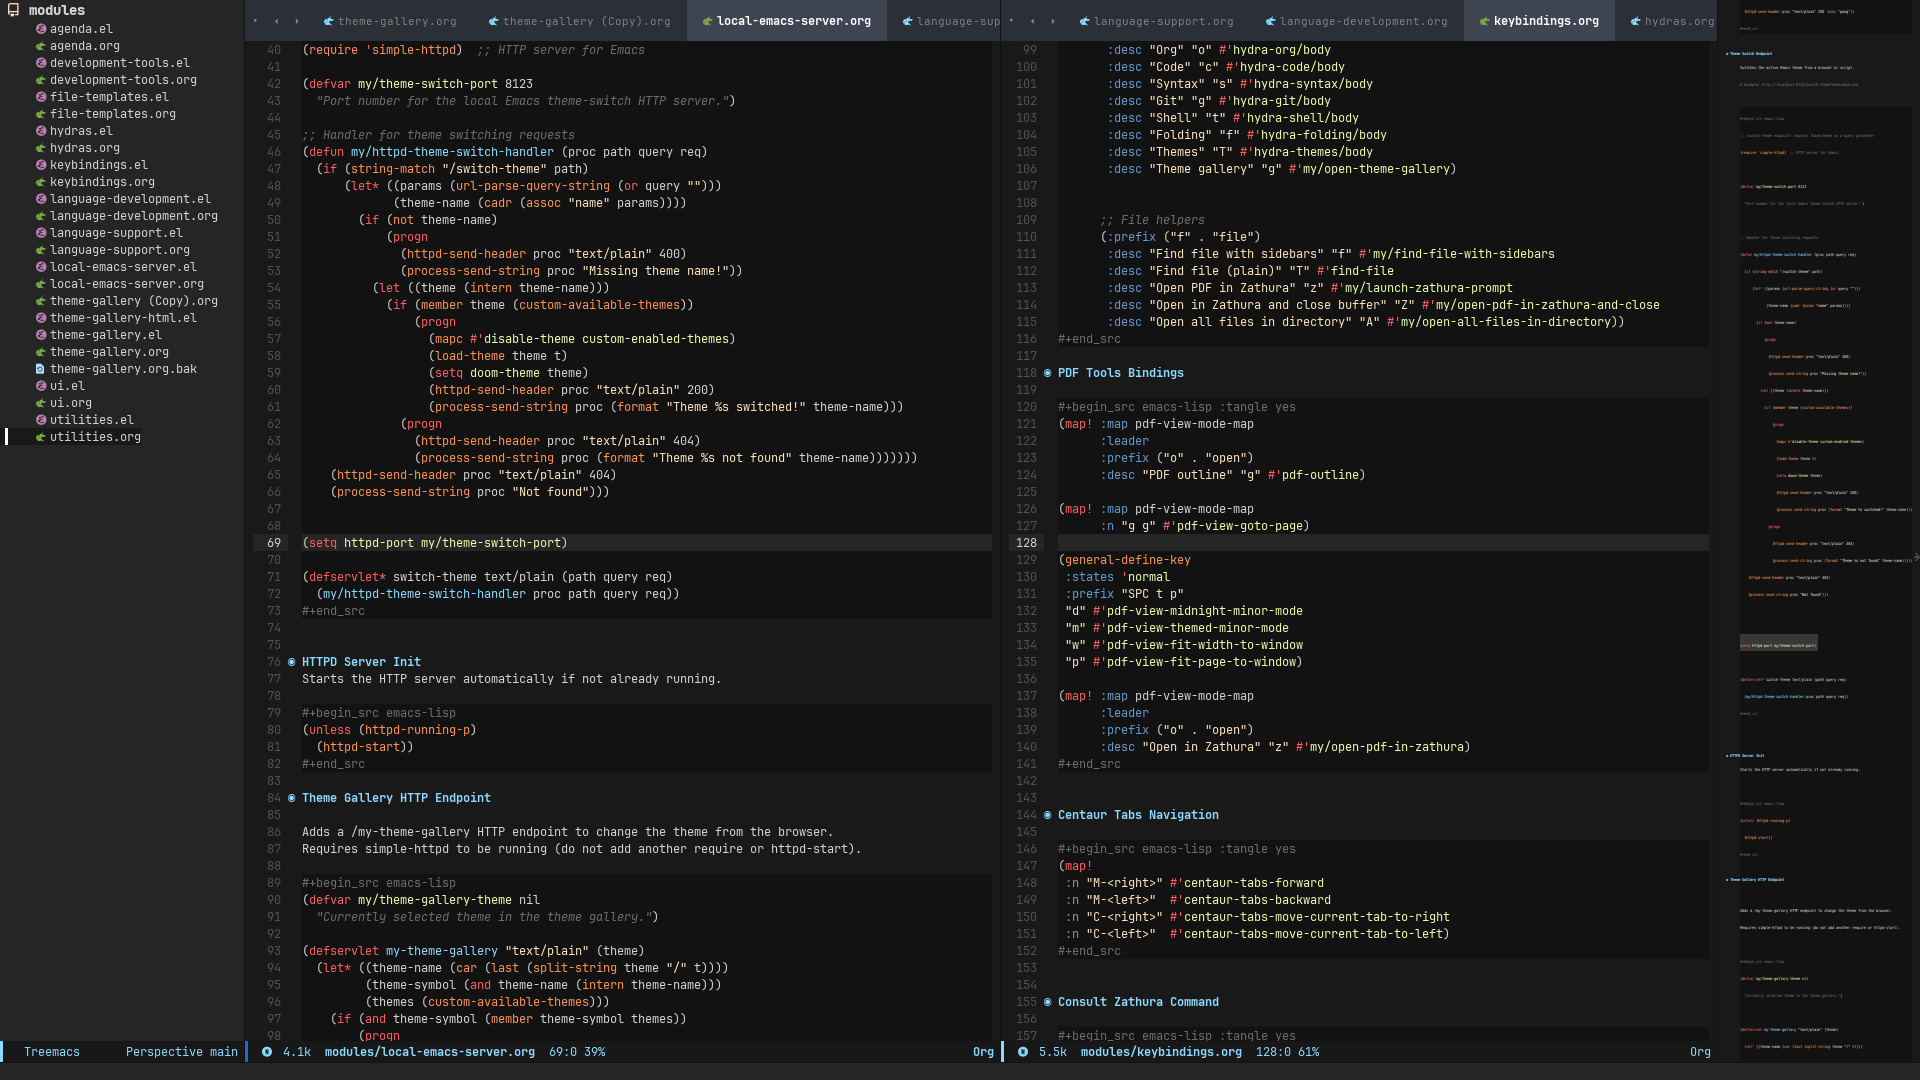 modules
agenda.el
agenda.org
development-tools.el
development-tools.org
file-templates.el
file-templates.org
hydras.el
hydras.org
keybindings.el
keybindings.org
language-development.el
language-development.org
language-support.el
language-support.org
local-emacs-server.el
local-emacs-server.org
theme-gallery (Copy).org
theme-gallery-html.el
theme-gallery.el
theme-gallery.org
theme-gallery.org.bak
ui.el
ui.org
utilities.el
utilities.org
Treemacs Perspective main
theme-gallery.org theme-gallery (Copy).org local-emacs-server.org language-sup
40 (require 'simple-httpd)  ;; HTTP server for Emacs
41
42 (defvar my/theme-switch-port 8123
43   "Port number for the local Emacs theme-switch HTTP server.")
44
45 ;; Handler for theme switching requests
46 (defun my/httpd-theme-switch-handler (proc path query req)
47   (if (string-match "/switch-theme" path)
48       (let* ((params (url-parse-query-string (or query "")))
49              (theme-name (cadr (assoc "name" params))))
50         (if (not theme-name)
51             (progn
52               (httpd-send-header proc "text/plain" 400)
53               (process-send-string proc "Missing theme name!"))
54           (let ((theme (intern theme-name)))
55             (if (member theme (custom-available-themes))
56                 (progn
57                   (mapc #'disable-theme custom-enabled-themes)
58                   (load-theme theme t)
59                   (setq doom-theme theme)
60                   (httpd-send-header proc "text/plain" 200)
61                   (process-send-string proc (format "Theme %s switched!" theme-name)))
62               (progn
63                 (httpd-send-header proc "text/plain" 404)
64                 (process-send-string proc (format "Theme %s not found" theme-name)))))))
65     (httpd-send-header proc "text/plain" 404)
66     (process-send-string proc "Not found")))
67
68
69 (setq httpd-port my/theme-switch-port)
70
71 (defservlet* switch-theme text/plain (path query req)
72   (my/httpd-theme-switch-handler proc path query req))
73 #+end_src
74
75
76 ◉ HTTPD Server Init
77 Starts the HTTP server automatically if not already running.
78
79 #+begin_src emacs-lisp
80 (unless (httpd-running-p)
81   (httpd-start))
82 #+end_src
83
84 ◉ Theme Gallery HTTP Endpoint
85
86 Adds a /my-theme-gallery HTTP endpoint to change the theme from the browser.
87 Requires simple-httpd to be running (do not add another require or httpd-start).
88
89 #+begin_src emacs-lisp
90 (defvar my/theme-gallery-theme nil
91   "Currently selected theme in the theme gallery.")
92
93 (defservlet my-theme-gallery "text/plain" (theme)
94   (let* ((theme-name (car (last (split-string theme "/" t))))
95          (theme-symbol (and theme-name (intern theme-name)))
96          (themes (custom-available-themes)))
97     (if (and theme-symbol (member theme-symbol themes))
98         (progn
4.1k modules/local-emacs-server.org 69:0 39% Org
language-support.org language-development.org keybindings.org hydras.org
99        :desc "Org" "o" #'hydra-org/body
100       :desc "Code" "c" #'hydra-code/body
101       :desc "Syntax" "s" #'hydra-syntax/body
102       :desc "Git" "g" #'hydra-git/body
103       :desc "Shell" "t" #'hydra-shell/body
104       :desc "Folding" "f" #'hydra-folding/body
105       :desc "Themes" "T" #'hydra-themes/body
106       :desc "Theme gallery" "g" #'my/open-theme-gallery)
107
108
109      ;; File helpers
110      (:prefix ("f" . "file")
111       :desc "Find file with sidebars" "f" #'my/find-file-with-sidebars
112       :desc "Find file (plain)" "T" #'find-file
113       :desc "Open PDF in Zathura" "z" #'my/launch-zathura-prompt
114       :desc "Open in Zathura and close buffer" "Z" #'my/open-pdf-in-zathura-and-close
115       :desc "Open all files in directory" "A" #'my/open-all-files-in-directory))
116 #+end_src
117
118 ◉ PDF Tools Bindings
119
120 #+begin_src emacs-lisp :tangle yes
121 (map! :map pdf-view-mode-map
122       :leader
123       :prefix ("o" . "open")
124       :desc "PDF outline" "g" #'pdf-outline)
125
126 (map! :map pdf-view-mode-map
127       :n "g g" #'pdf-view-goto-page)
128
129 (general-define-key
130  :states 'normal
131  :prefix "SPC t p"
132  "d" #'pdf-view-midnight-minor-mode
133  "m" #'pdf-view-themed-minor-mode
134  "w" #'pdf-view-fit-width-to-window
135  "p" #'pdf-view-fit-page-to-window)
136
137 (map! :map pdf-view-mode-map
138       :leader
139       :prefix ("o" . "open")
140       :desc "Open in Zathura" "z" #'my/open-pdf-in-zathura)
141 #+end_src
142
143
144 ◉ Centaur Tabs Navigation
145
146 #+begin_src emacs-lisp :tangle yes
147 (map!
148  :n "M-<right>" #'centaur-tabs-forward
149  :n "M-<left>"  #'centaur-tabs-backward
150  :n "C-<right>" #'centaur-tabs-move-current-tab-to-right
151  :n "C-<left>"  #'centaur-tabs-move-current-tab-to-left)
152 #+end_src
153
154
155 ◉ Consult Zathura Command
156
157 #+begin_src emacs-lisp :tangle yes
5.5k modules/keybindings.org 128:0 61% Org